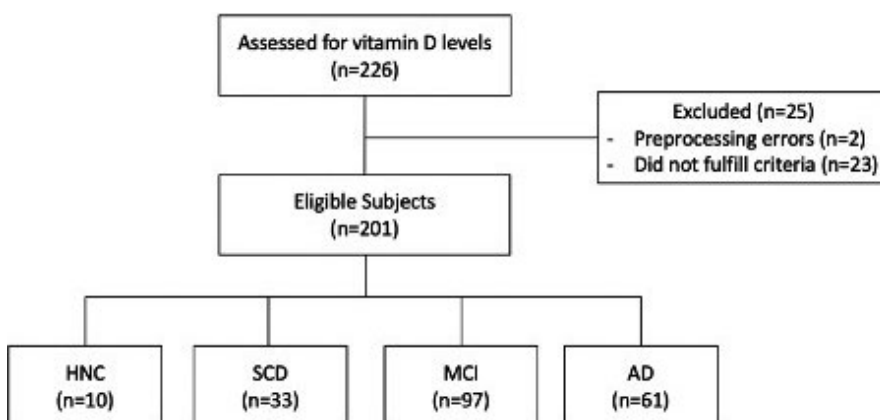 Assessed for vitamin D levels
(n=226)
Excluded (n=25)
- Preprocessing errors (n=2)
- Did not fulfill criteria (n=23)
Eligible Subjects
(n=201)
HNC
(n=10)
SCD
(n=33)
MCI
(n=97)
AD
(n=61)